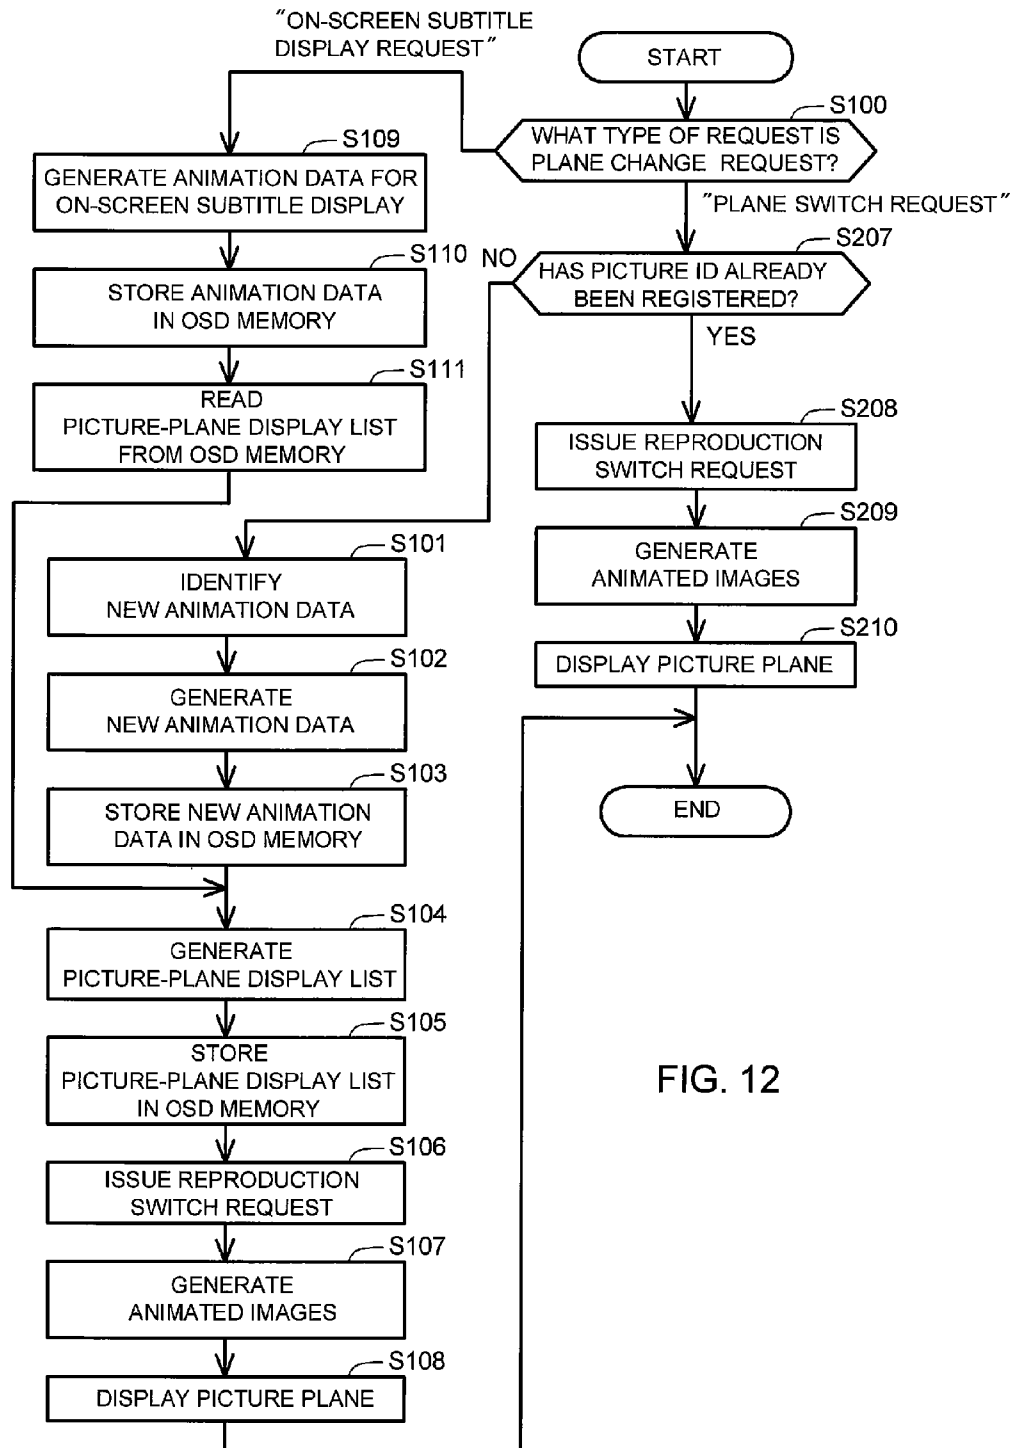 "ON-SCREEN SUBTITLE
DISPLAY REQUEST"
START
S100
WHAT TYPE OF REQUEST IS
PLANE CHANGE REQUEST?
S109
GENERATE ANIMATION DATA FOR
ON-SCREEN SUBTITLE DISPLAY
"PLANE SWITCH REQUEST"
S207
NO
HAS PICTURE ID ALREADY
BEEN REGISTERED?
YES
S110
STORE ANIMATION DATA
IN OSD MEMORY
S111
READ
PICTURE-PLANE DISPLAY LIST
FROM OSD MEMORY
S208
ISSUE REPRODUCTION
SWITCH REQUEST
S209
GENERATE
ANIMATED IMAGES
S210
DISPLAY PICTURE PLANE
END
S101
IDENTIFY
NEW ANIMATION DATA
S102
GENERATE
NEW ANIMATION DATA
S103
STORE NEW ANIMATION
DATA IN OSD MEMORY
S104
GENERATE
PICTURE-PLANE DISPLAY LIST
S105
STORE
PICTURE-PLANE DISPLAY LIST
IN OSD MEMORY
S106
ISSUE REPRODUCTION
SWITCH REQUEST
S107
GENERATE
ANIMATED IMAGES
S108
DISPLAY PICTURE PLANE
FIG. 12